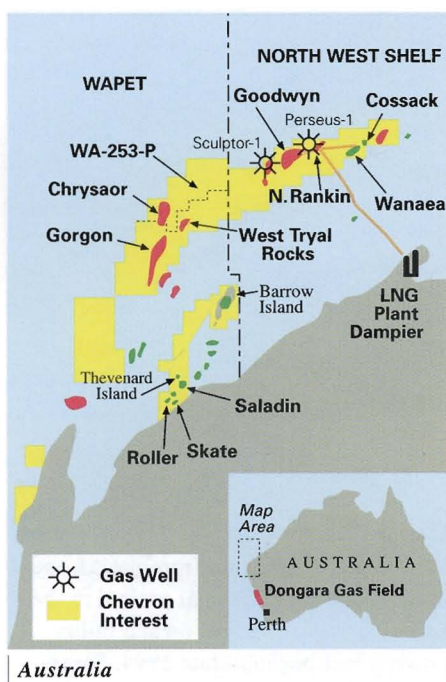 NORTH WEST SHELF
WAPET
Goodwyn
Perseus-1
Cossack
Sculptor-1
WA-253-P
N. Rankin
Wanaea
Chrysaor
Gorgon
West Tryal
Rocks
Barrow
Island
LNG
Plant
Dampier
Thevenard
Island
Saladin
Roller
Skate
Map
Area
AUSTRALIA
Dongara Gas Field
Perth
Gas Well
Chevron
Interest
Australia